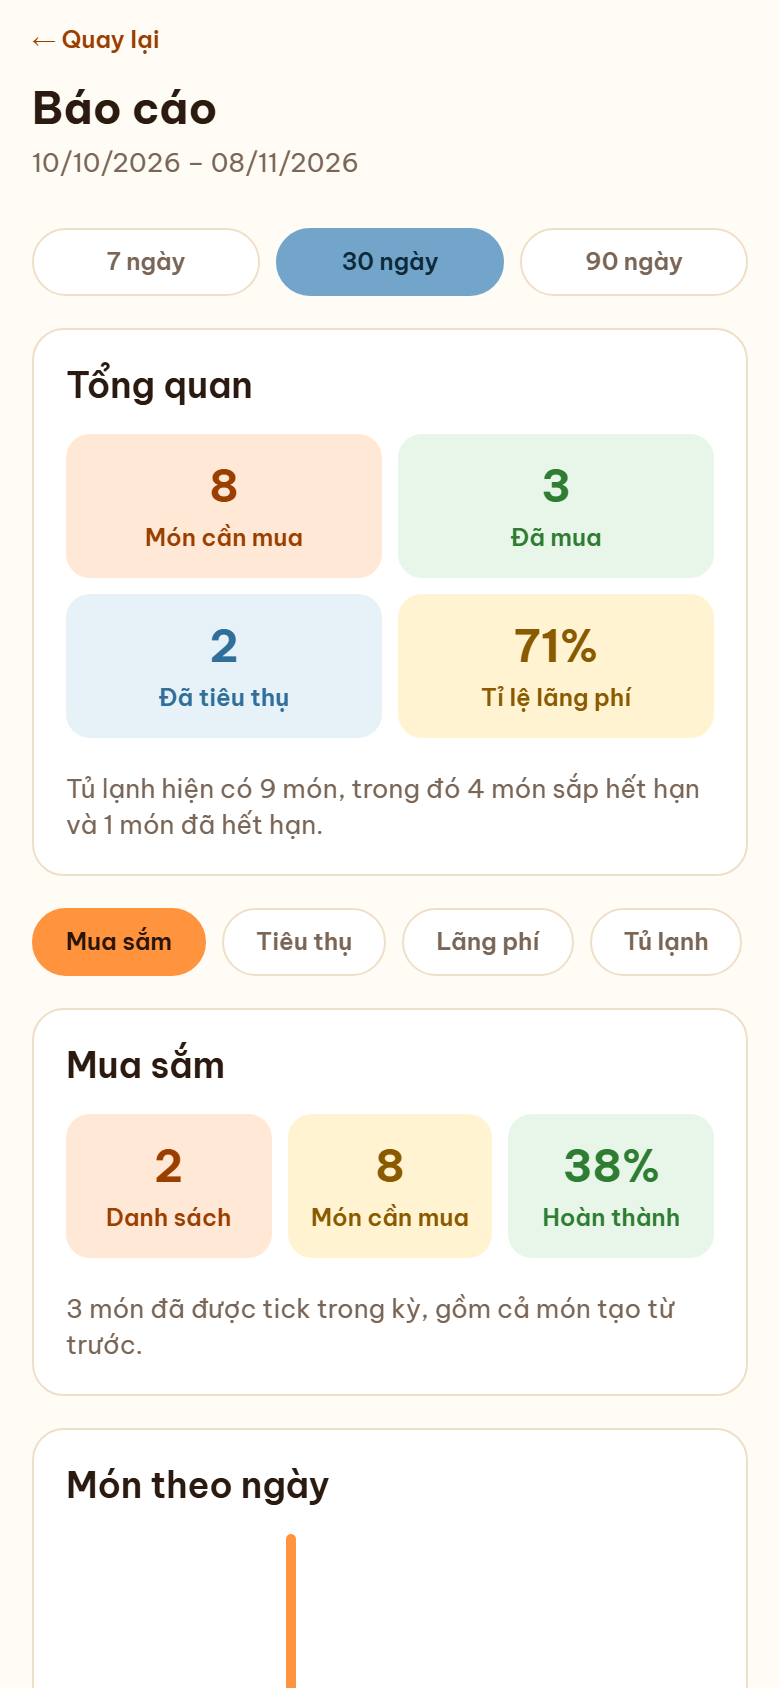 ← Quay lại
Báo cáo
10/10/2026 – 08/11/2026
7 ngày
30 ngày
90 ngày
Tổng quan
8
Món cần mua
3
Đã mua
2
Đã tiêu thụ
71%
Tỉ lệ lãng phí
Tủ lạnh hiện có 9 món, trong đó 4 món sắp hết hạn
và 1 món đã hết hạn.
Mua sắm
Tiêu thụ
Lãng phí
Tủ lạnh
Mua sắm
2
Danh sách
8
Món cần mua
38%
Hoàn thành
3 món đã được tick trong kỳ, gồm cả món tạo từ
trước.
Món theo ngày